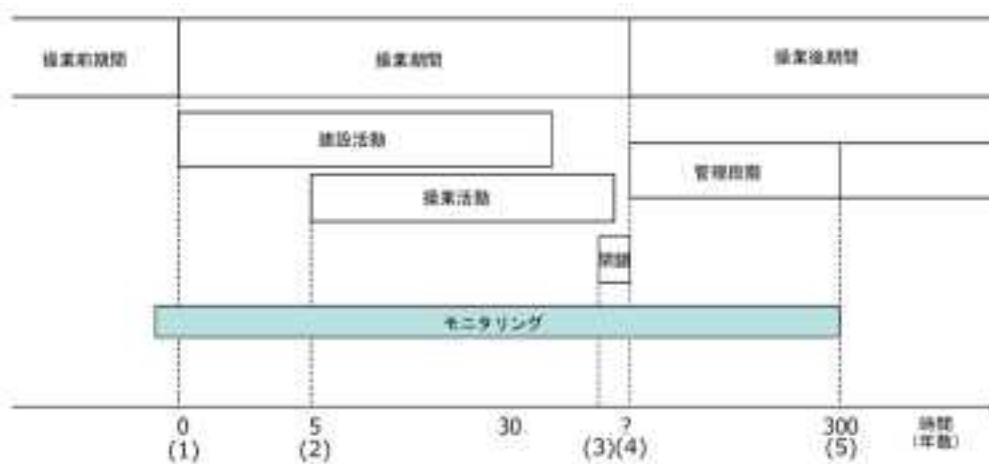 操業前期間
操業期間
操業後期間
建設活動
管理段階
操業活動
閉鎖
モニタリング
0
5
30
?
300
時間
(1)
(2)
(3)(4)
(5)
(年数)